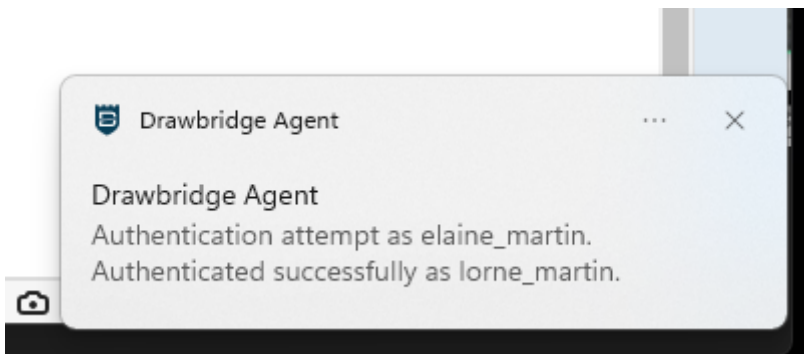 Drawbridge Agent
Drawbridge Agent
Authentication attempt as elaine_martin.
Authenticated successfully as lorne_martin.